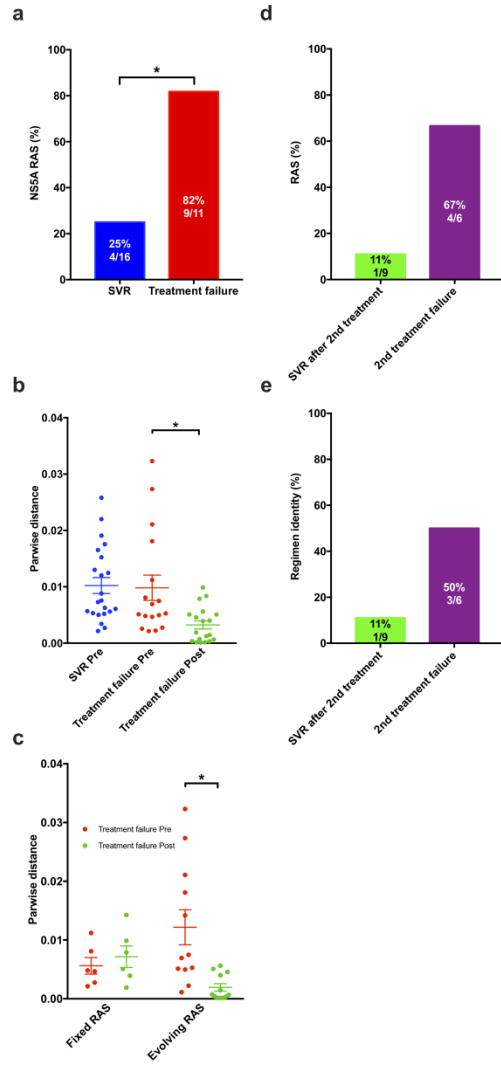 a
NS5A RAS (%)
100
80
60
40
20
0
*
25%
4/16
82%
9/11
SVR
Treatment failure
b
Parwise distance
0.04
0.03
0.02
0.01
0.00
*
SVR Pre
Treatment failure Pre
Treatment failure Post
c
Parwise distance
0.04
0.03
0.02
0.01
0.00
*
Treatment failure Pre
Treatment failure Post
Fixed RAS
Evolving RAS
d
RAS (%)
100
80
60
40
20
0
11%
1/9
67%
4/6
SVR after 2nd treatment
2nd treatment failure
e
Regimen identity (%)
100
80
60
40
20
0
11%
1/9
50%
3/6
SVR after 2nd treatment
2nd treatment failure